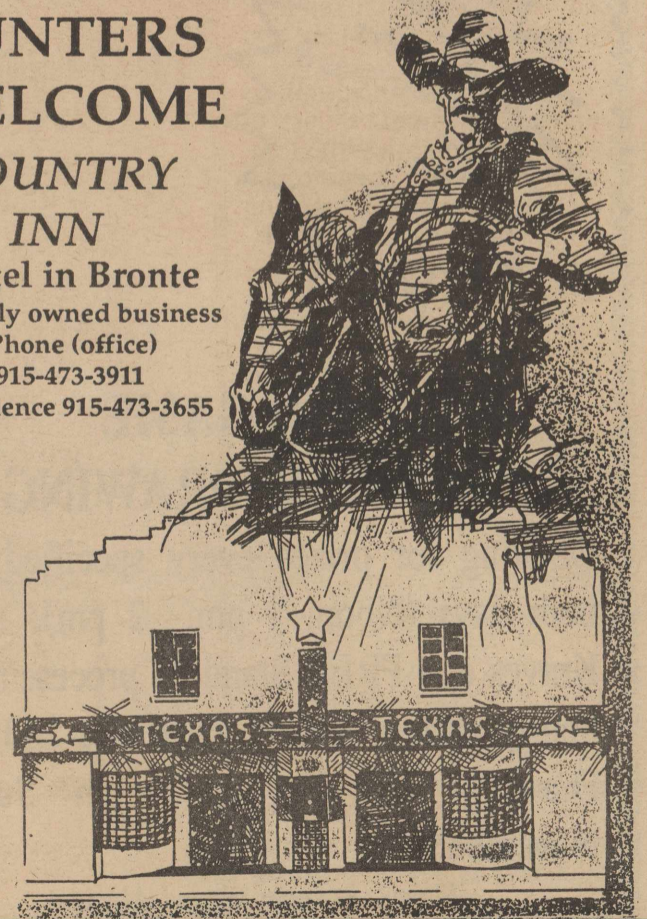 UNTERS
ELCOME
OUNTRY
INN
tel in Bronte
ly owned business
Phone (office)
915-473-3911
ence 915-473-3655
TEXAS TEXAS